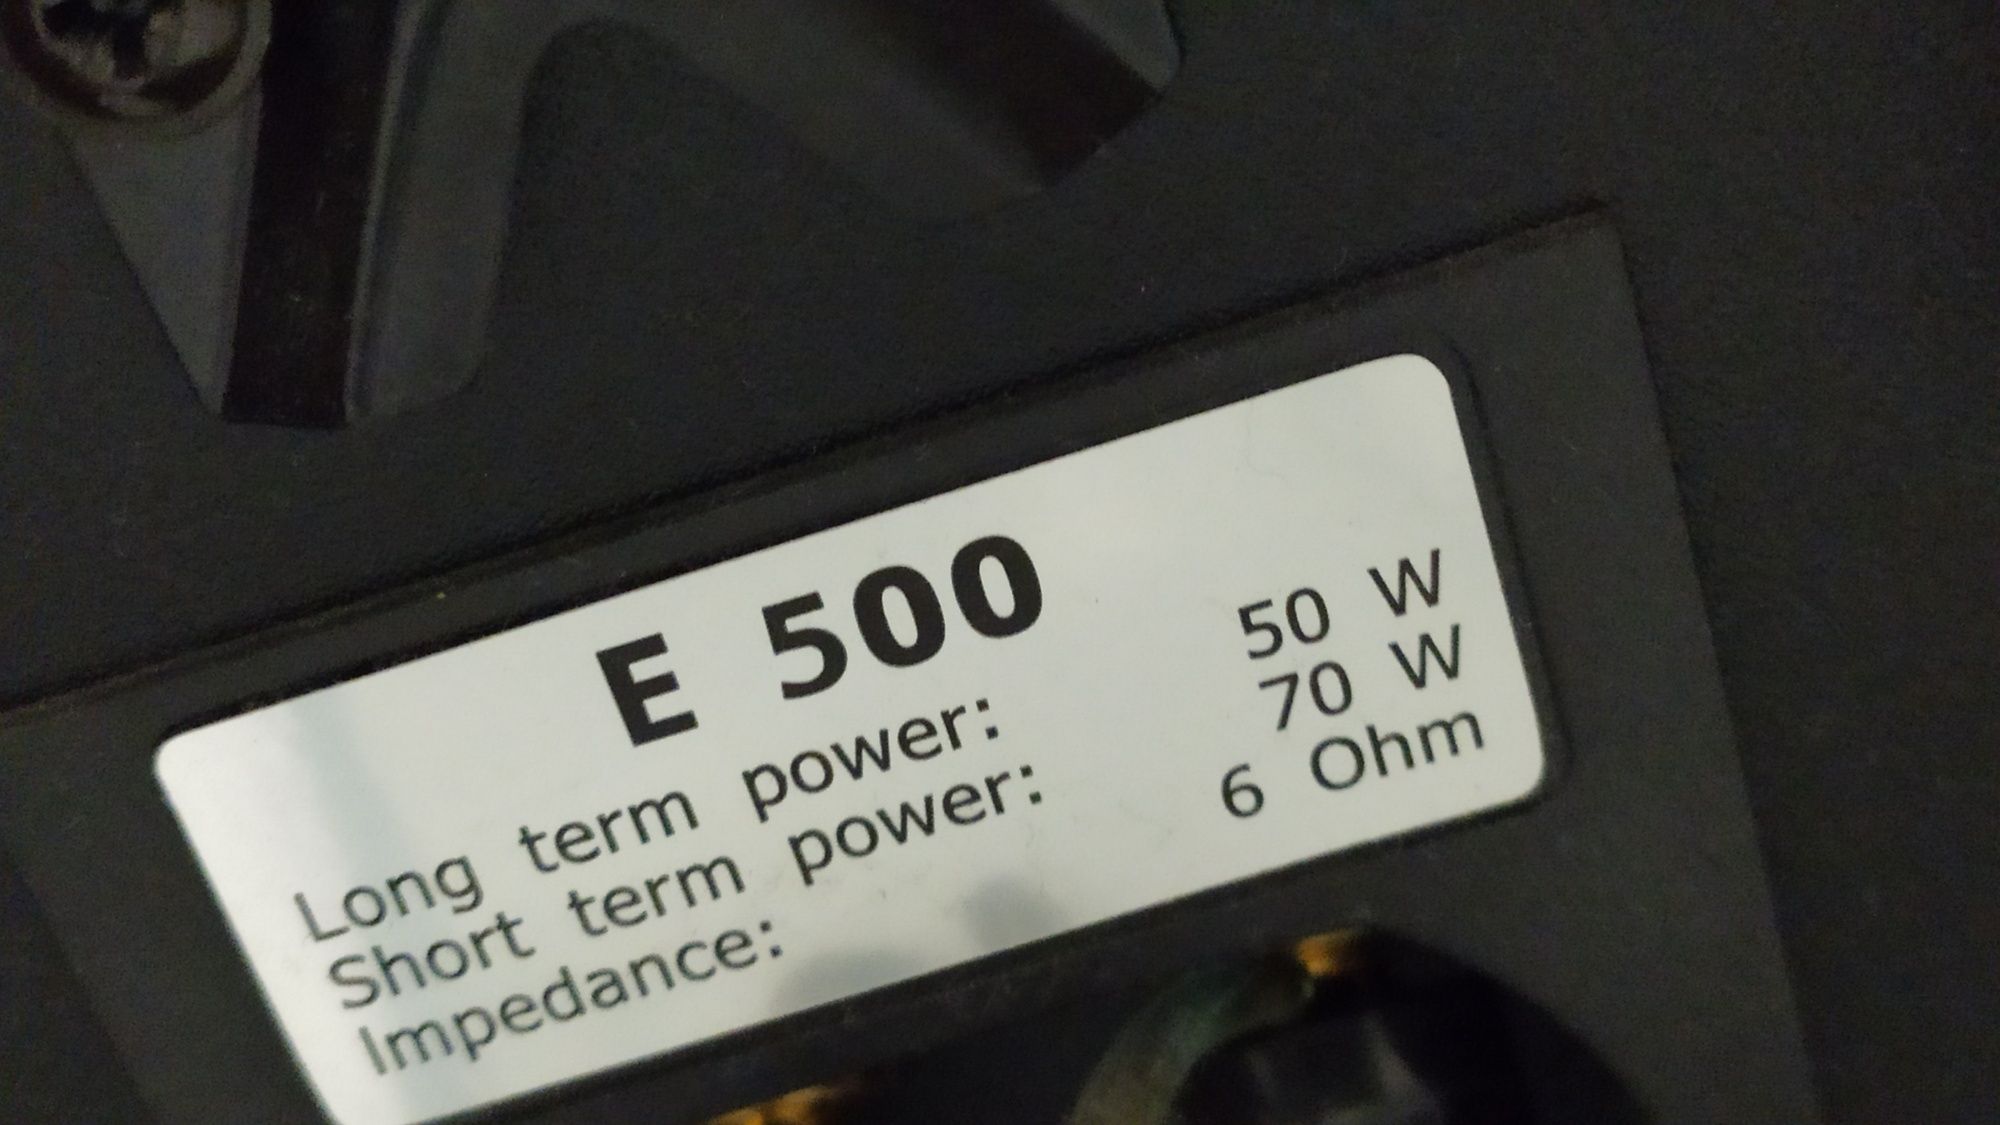 E 500
Long term power: 50 W
Short term power: 70 W
Impedance: 6 Ohm